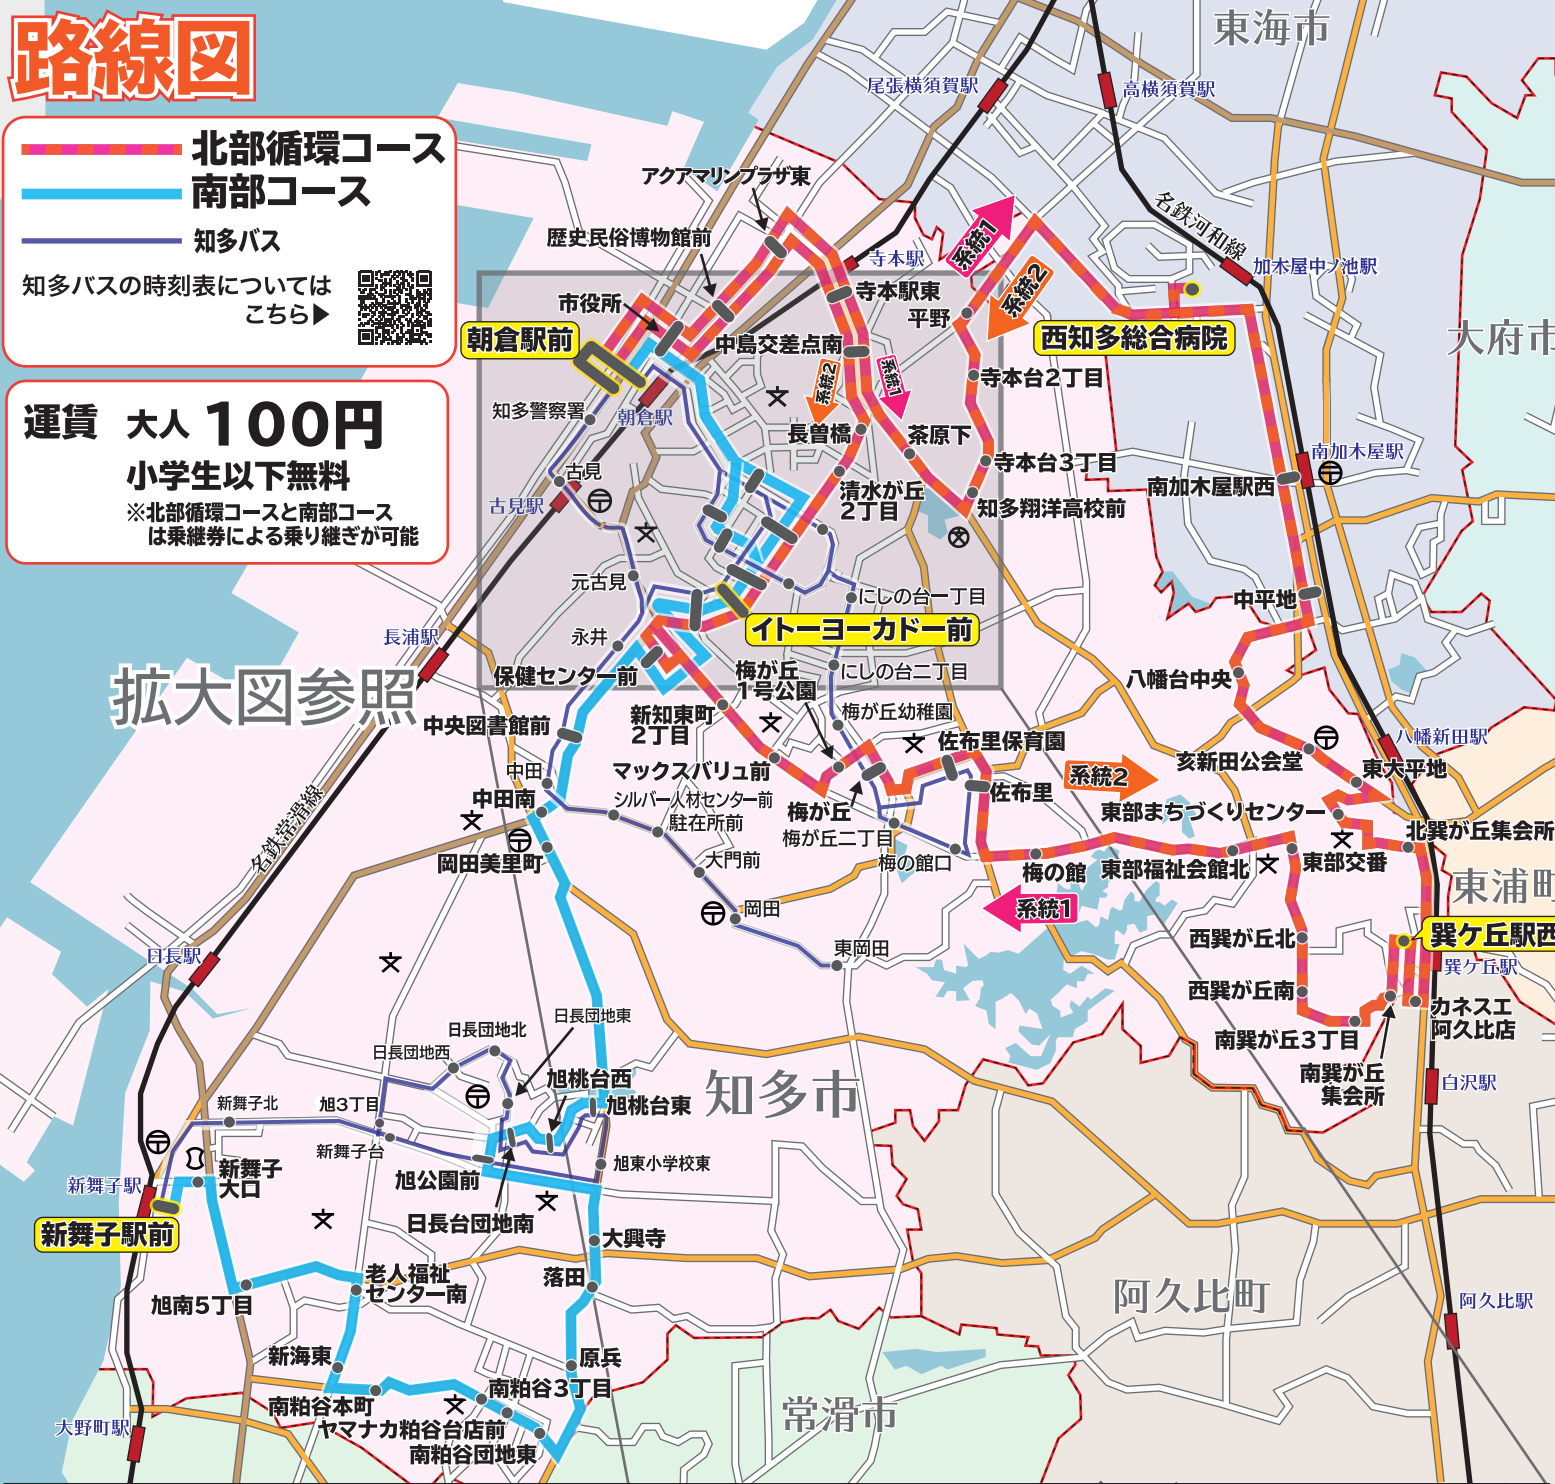 路線図
北部循環コース
南部コース
知多バス
知多バスの時刻表については
こちら▶
運賃 大人 100円
小学生以下無料
※北部循環コースと南部コース
は乗継券による乗り継ぎが可能
東海市
尾張横須賀駅
高横須賀駅
アクアマリンプラザ東
名鉄河和線
歴史民俗博物館前
系統1
寺本駅
加木屋中ノ池駅
系統2
寺本駅東
市役所
平野
大府市
朝倉駅前
中島交差点南
西知多総合病院
系統2
系統1
寺本台2丁目
知多警察署
朝倉駅
長曽橋
茶原下
南加木屋駅
古見
寺本台3丁目
古見駅
清水が丘
2丁目
南加木屋駅西
知多翔洋高校前
元古見
にしの台一丁目
中平地
永井
イトーヨーカドー前
長浦駅
拡大図参照
保健センター前
梅が丘
1号公園
にしの台二丁目
八幡台中央
新知東町
2丁目
梅が丘幼稚園
中央図書館前
佐布里保育園
八幡新田駅
亥新田公会堂
東大平地
中田
マックスバリュ前
系統2
中田南
シルバー人材センター前
佐布里
駐在所前
梅が丘
東部まちづくりセンター
名鉄常滑線
梅が丘二丁目
北巽が丘集会所
岡田美里町
大門前
梅の館口
梅の館
東部福祉会館北
東部交番
東浦町
岡田
系統1
西巽が丘北
巽ケ丘駅西
東岡田
日長駅
巽ケ丘駅
西巽が丘南
カネスエ
阿久比店
日長団地東
日長団地北
南巽が丘3丁目
日長団地西
南巽が丘
集会所
旭桃台西
知多市
白沢駅
新舞子北
旭3丁目
旭桃台東
新舞子台
旭東小学校東
新舞子
大口
旭公園前
新舞子駅
日長台団地南
新舞子駅前
大興寺
老人福祉
センター南
落田
旭南5丁目
阿久比町
阿久比駅
新海東
原兵
南粕谷3丁目
南粕谷本町
常滑市
ヤマナカ粕谷台店前
大野町駅
南粕谷団地東